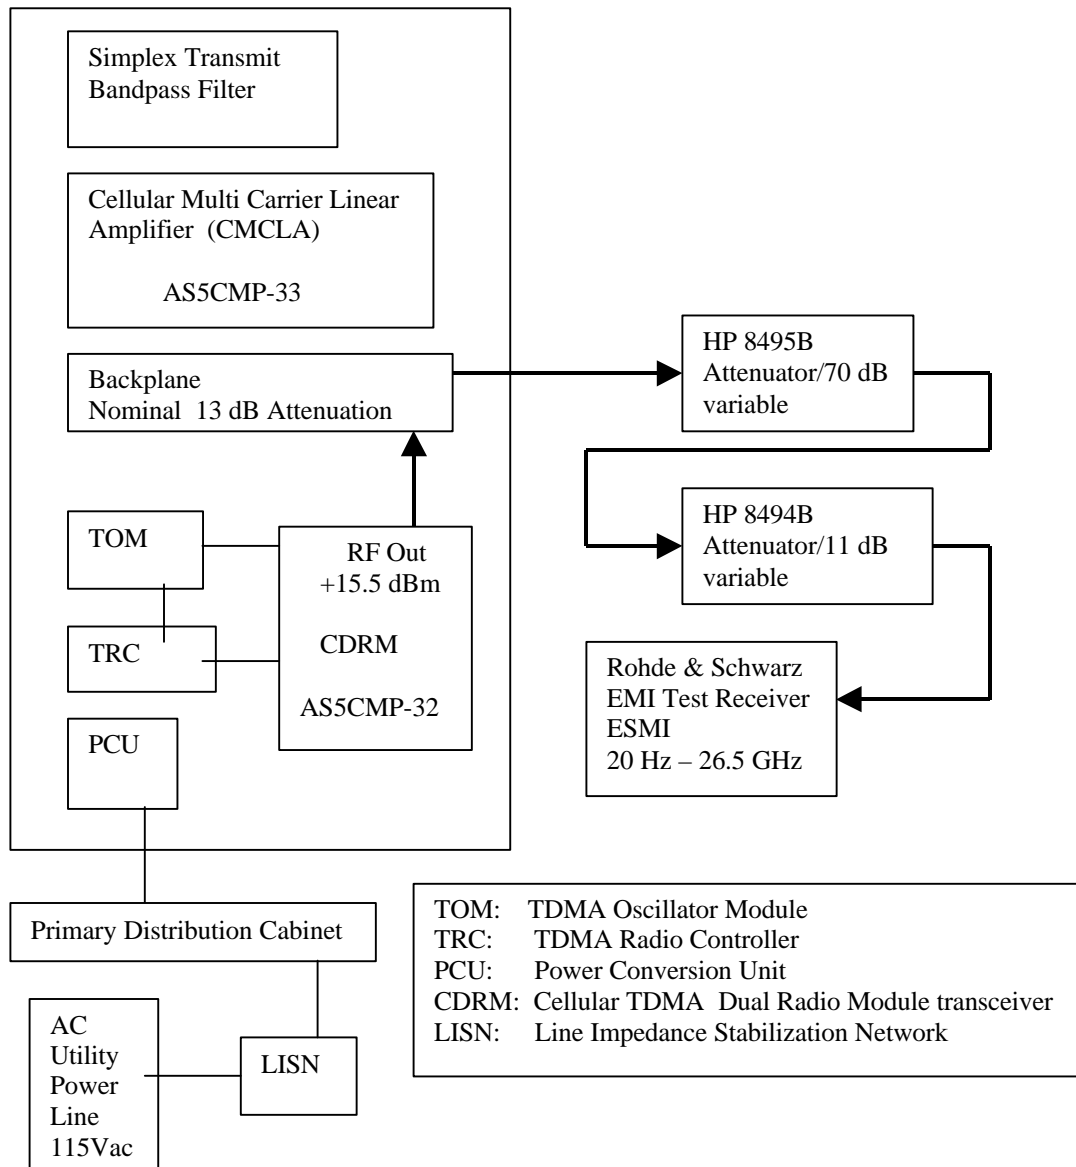 Simplex Transmit
Bandpass Filter
Cellular Multi Carrier Linear
Amplifier (CMCLA)
AS5CMP-33
Backplane
Nominal 13 dB Attenuation
HP 8495B
Attenuator/70 dB
variable
HP 8494B
Attenuator/11 dB
variable
TOM
RF Out
+15.5 dBm
CDRM
AS5CMP-32
TRC
PCU
Rohde & Schwarz
EMI Test Receiver
ESMI
20 Hz – 26.5 GHz
Primary Distribution Cabinet
AC
Utility
Power
Line
115Vac
LISN
TOM: TDMA Oscillator Module
TRC: TDMA Radio Controller
PCU: Power Conversion Unit
CDRM: Cellular TDMA Dual Radio Module transceiver
LISN: Line Impedance Stabilization Network